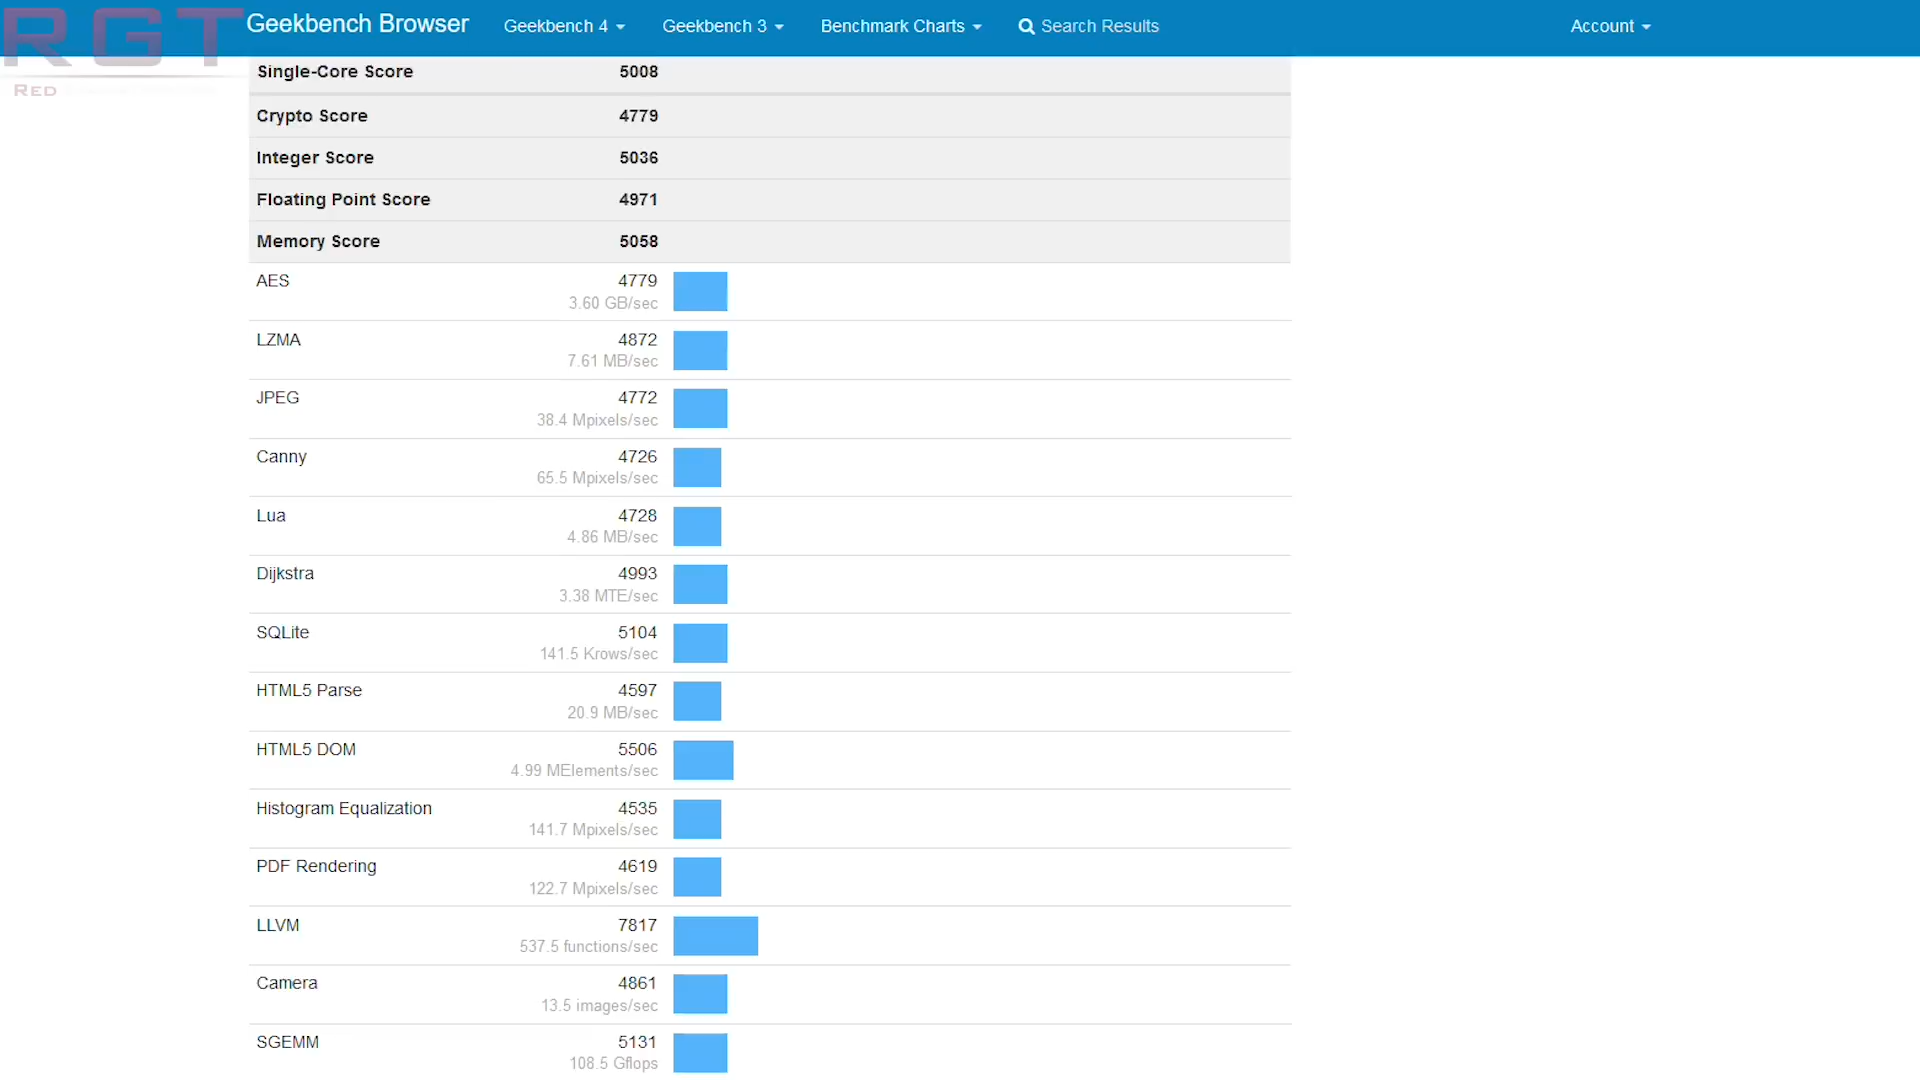 RGT
RED
Geekbench Browser Geekbench 4 Geekbench 3 Benchmark Charts Search Results Account
Single-Core Score 5008
Crypto Score 4779
Integer Score 5036
Floating Point Score 4971
Memory Score 5058
AES 4779
3.60 GB/sec
LZMA 4872
7.61 MB/sec
JPEG 4772
38.4 Mpixels/sec
Canny 4726
65.5 Mpixels/sec
Lua 4728
4.86 MB/sec
Dijkstra 4993
3.38 MTE/sec
SQLite 5104
141.5 Krows/sec
HTML5 Parse 4597
20.9 MB/sec
HTML5 DOM 5506
4.99 MElements/sec
Histogram Equalization 4535
141.7 Mpixels/sec
PDF Rendering 4619
122.7 Mpixels/sec
LLVM 7817
537.5 functions/sec
Camera 4861
13.5 images/sec
SGEMM 5131
108.5 Gflops